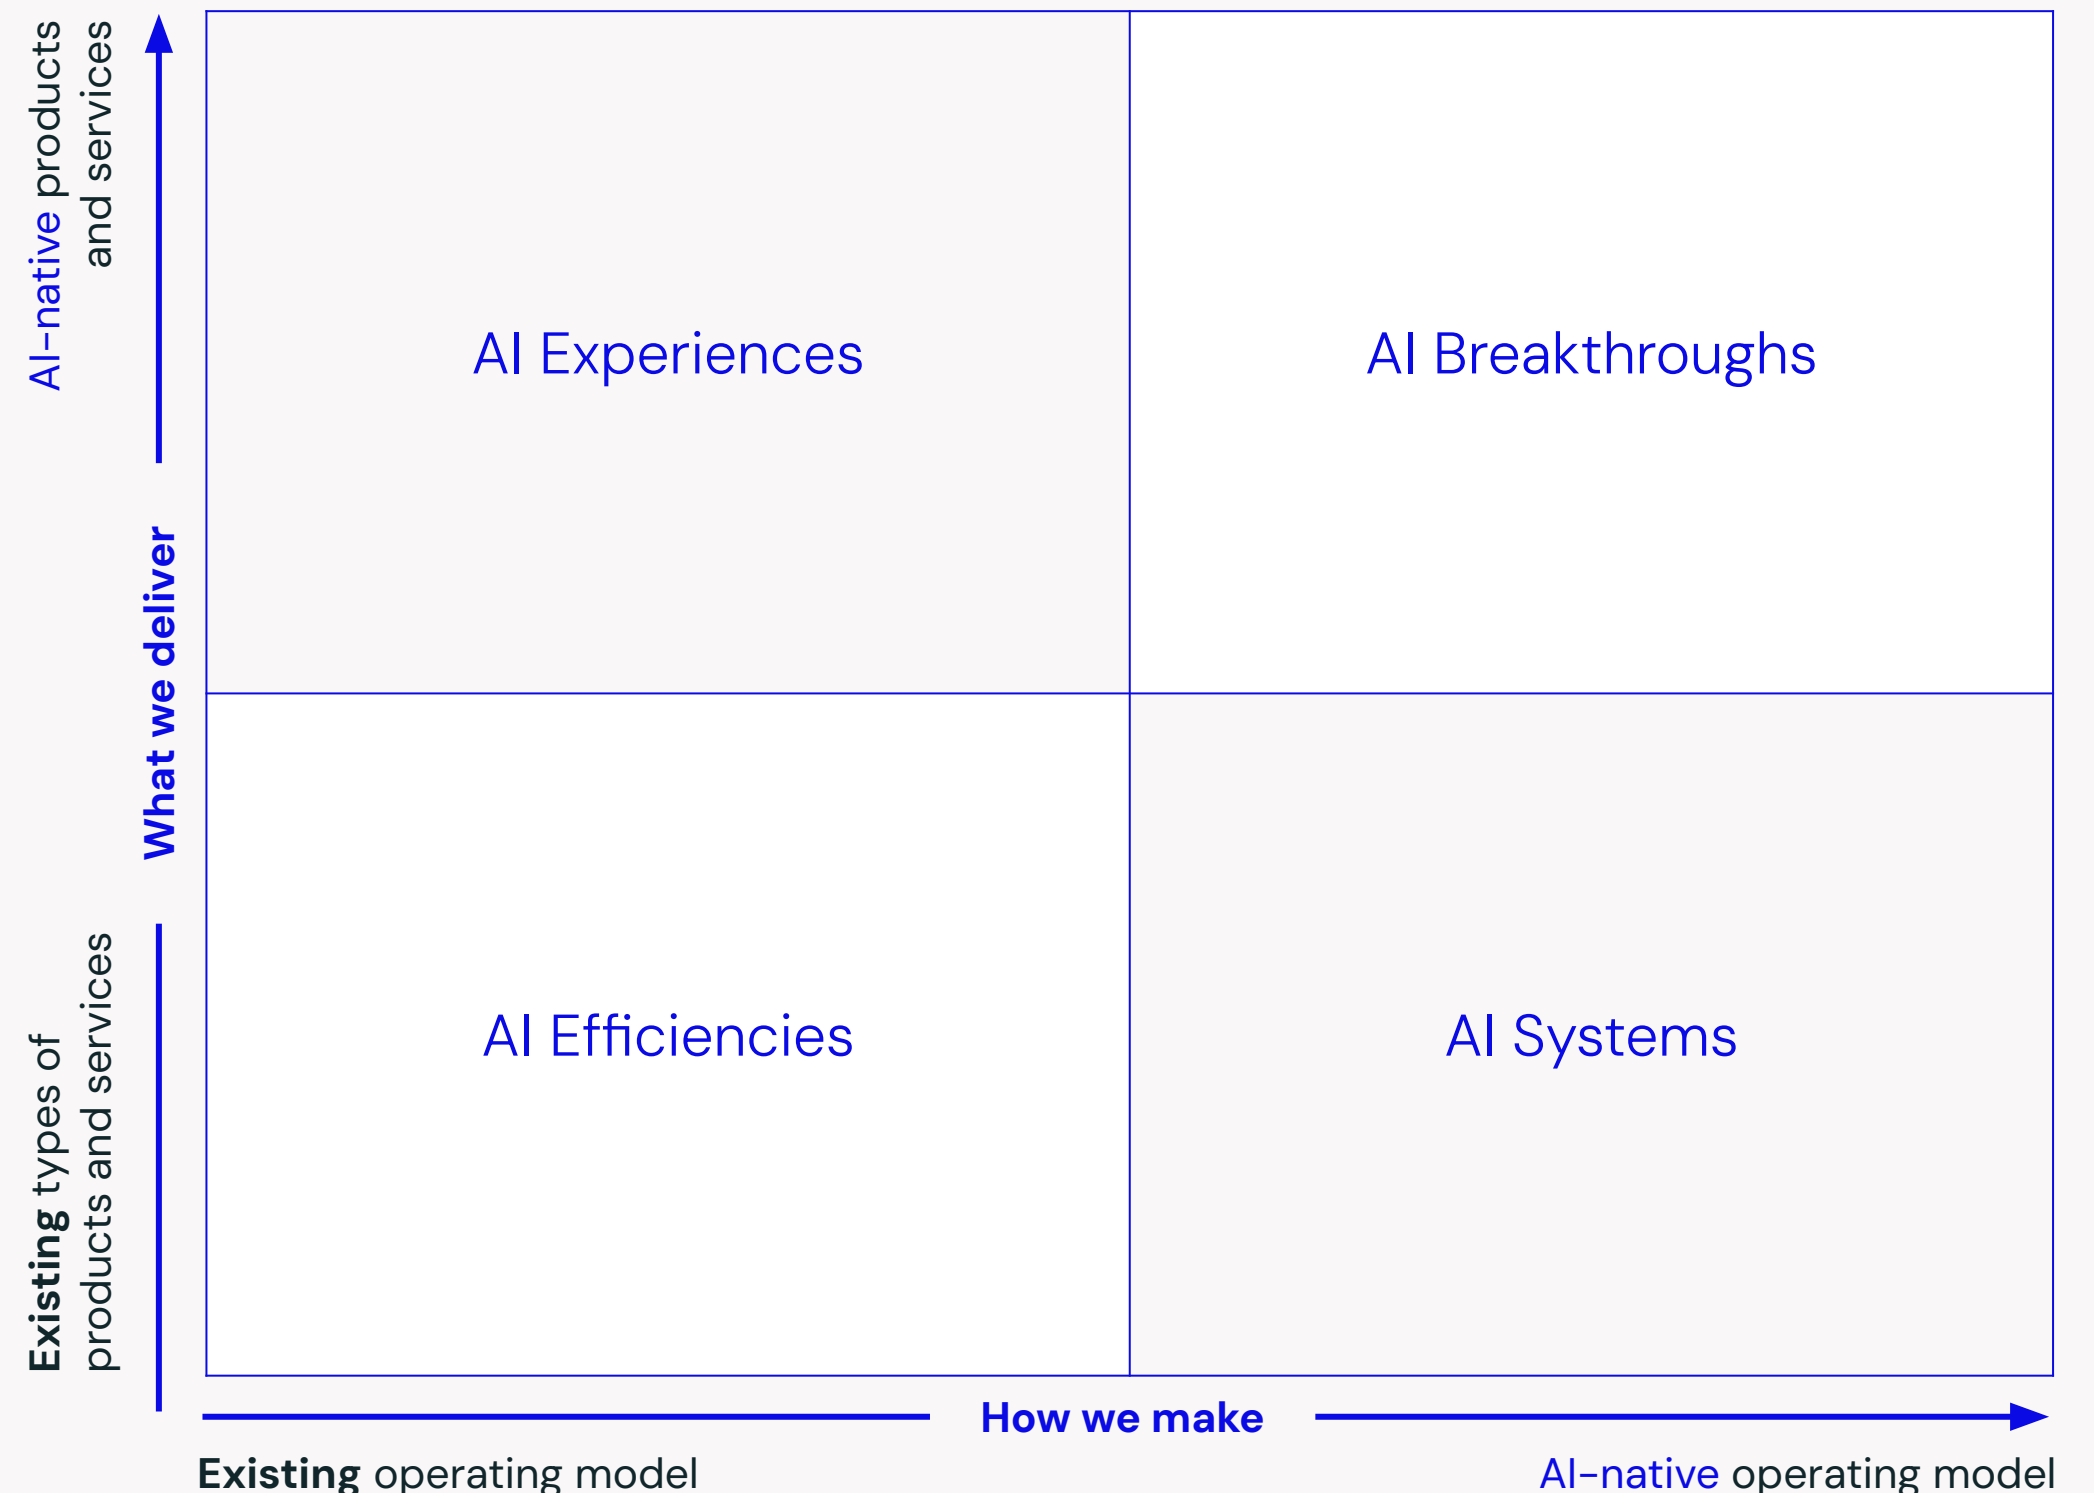 AI-native products
and services
What we deliver
Existing types of
products and services
AI Experiences
AI Breakthroughs
AI Efficiencies
AI Systems
How we make
Existing operating model
AI-native operating model